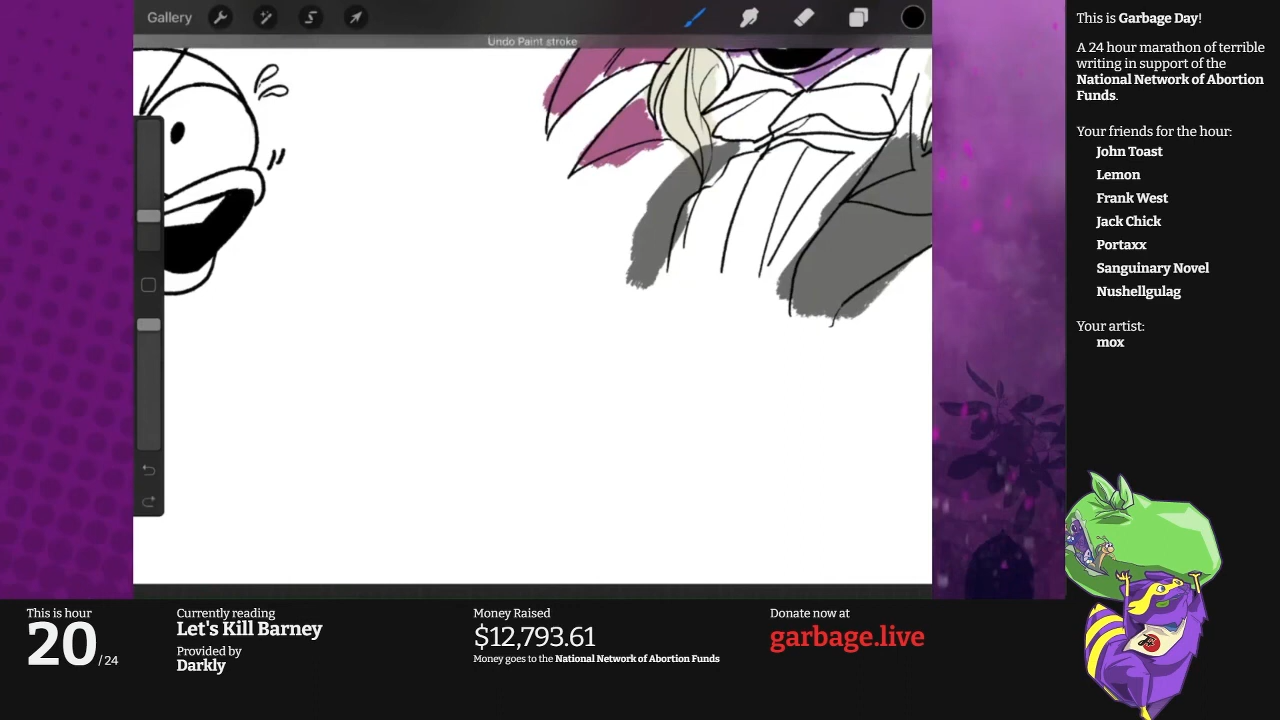 Gallery
Undo Paint stroke
This is Garbage Day!
A 24 hour marathon of terrible
writing in support of the
National Network of Abortion
Funds.
Your friends for the hour:
John Toast
Lemon
Frank West
Jack Chick
Portaxx
Sanguinary Novel
Nushellgulag
Your artist:
mox
This is hour
20 / 24
Currently reading
Let's Kill Barney
Provided by
Darkly
Money Raised
$12,793.61
Money goes to the National Network of Abortion Funds
Donate now at
garbage.live